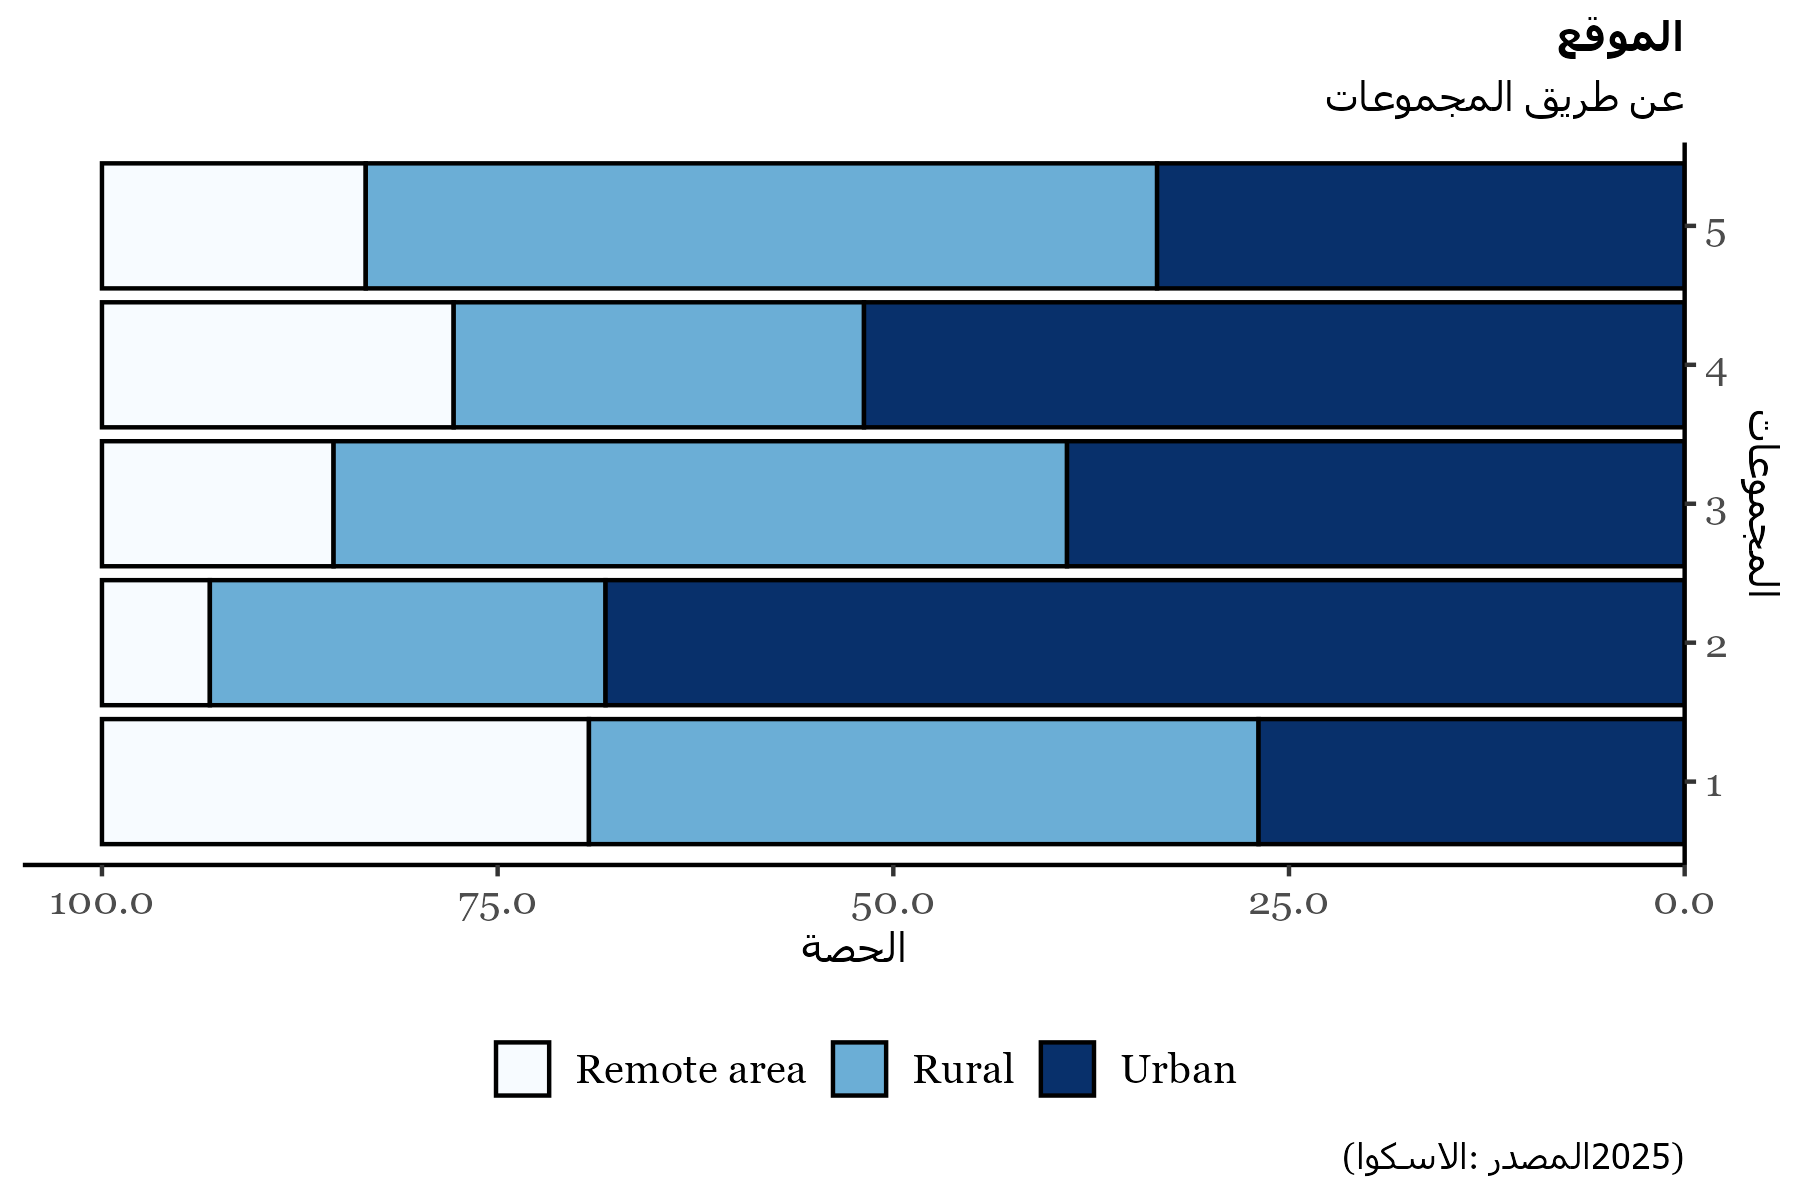 الموقع
عن طريق المجموعات
5
4
3
2
1
المجموعات
100.0 75.0 50.0 25.0 0.0
الحصة
Remote area Rural Urban
(2025المصدر :الاسكوا)